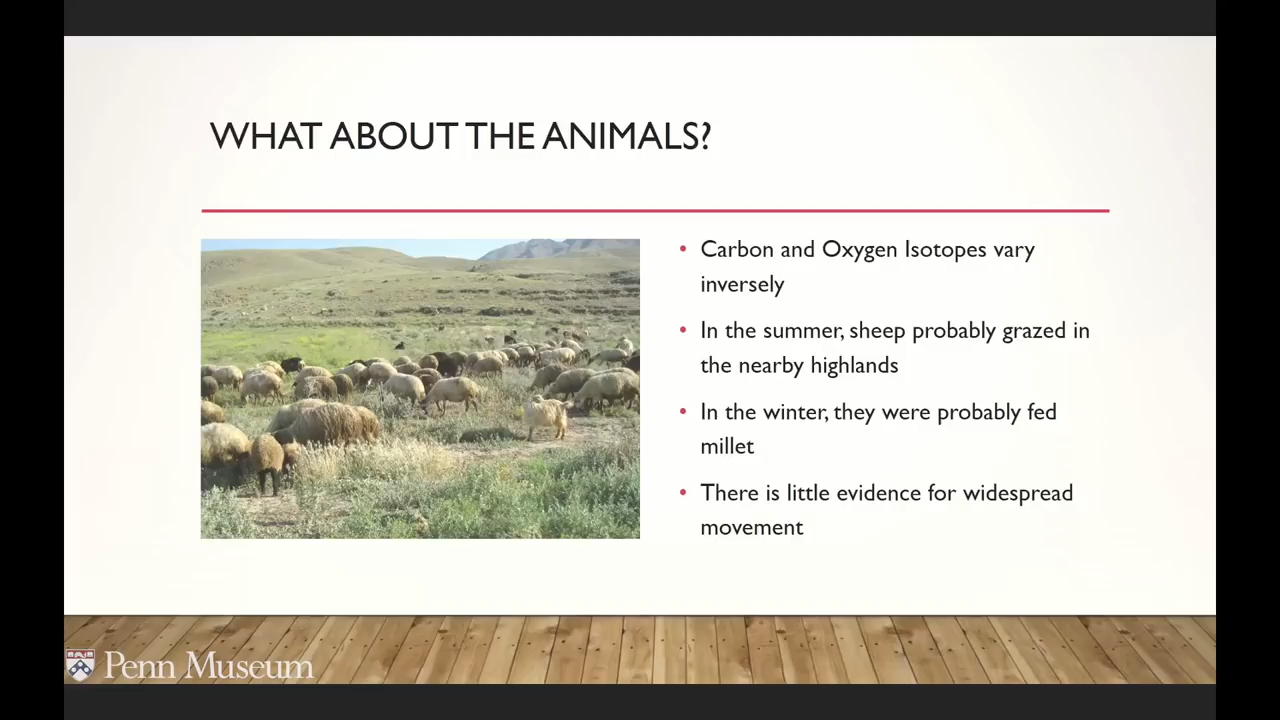 WHAT ABOUT THE ANIMALS?
• Carbon and Oxygen Isotopes vary
inversely
• In the summer, sheep probably grazed in
the nearby highlands
• In the winter, they were probably fed
millet
• There is little evidence for widespread
movement
Penn Museum